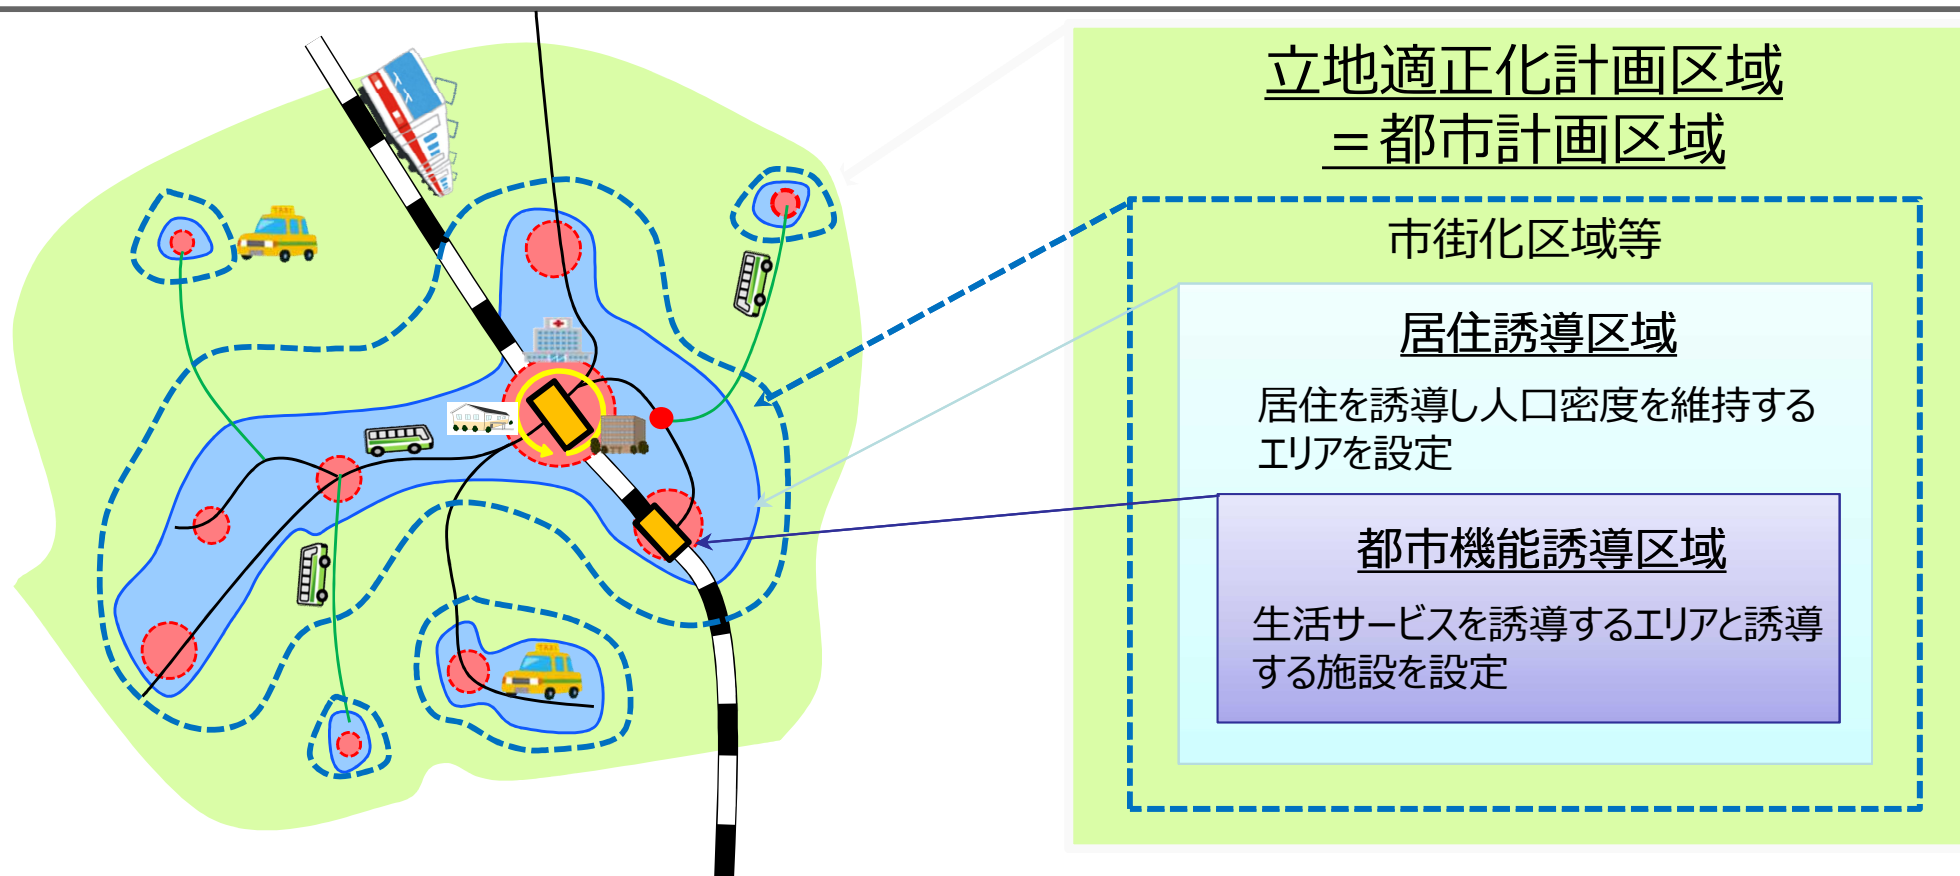 立地適正化計画区域
＝都市計画区域
市街化区域等
居住誘導区域
居住を誘導し人口密度を維持する
エリアを設定
都市機能誘導区域
生活サービスを誘導するエリアと誘導
する施設を設定
TAXI
TAXI